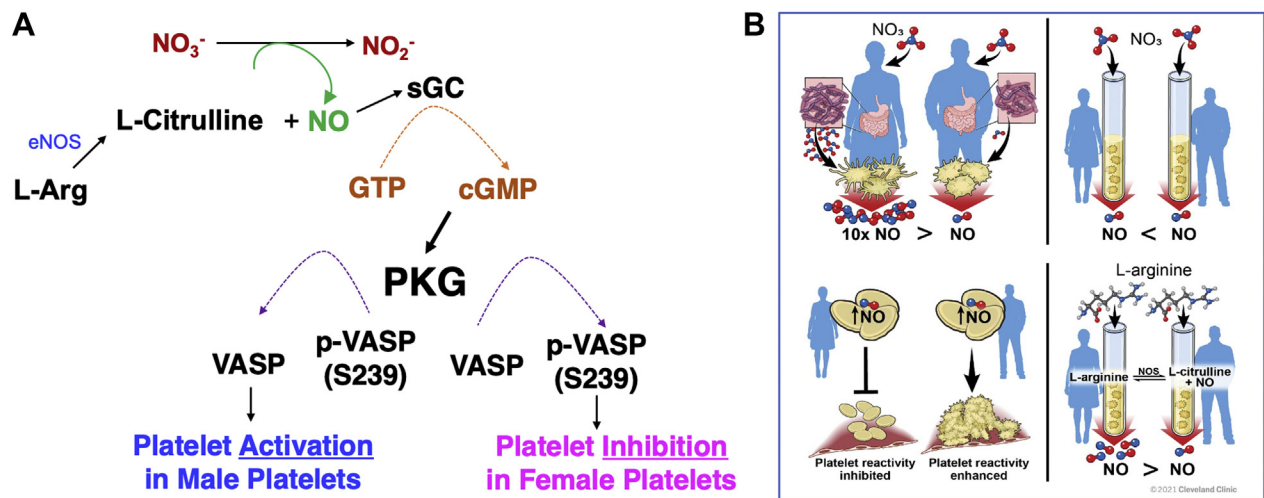 A
NO₃⁻
NO₂⁻
sGC
L-Citrulline + NO
eNOS
L-Arg
GTP
cGMP
PKG
VASP
p-VASP
(S239)
VASP
p-VASP
(S239)
Platelet Activation
in Male Platelets
Platelet Inhibition
in Female Platelets
B
NO₃
10x NO > NO
NO₃
NO < NO
↑NO
↑NO
Platelet reactivity
inhibited
Platelet reactivity
enhanced
L-arginine
L-arginine
NOS
L-citrulline
+ NO
NO > NO
©2021 Cleveland Clinic